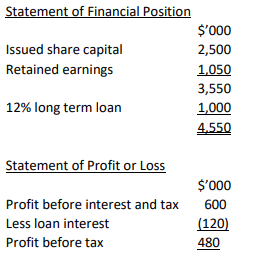 Statement of Financial Position
$'000
Issued share capital 2,500
Retained earnings 1,050
3,550
12% long term loan 1,000
4,550
Statement of Profit or Loss
$'000
Profit before interest and tax 600
Less loan interest (120)
Profit before tax 480